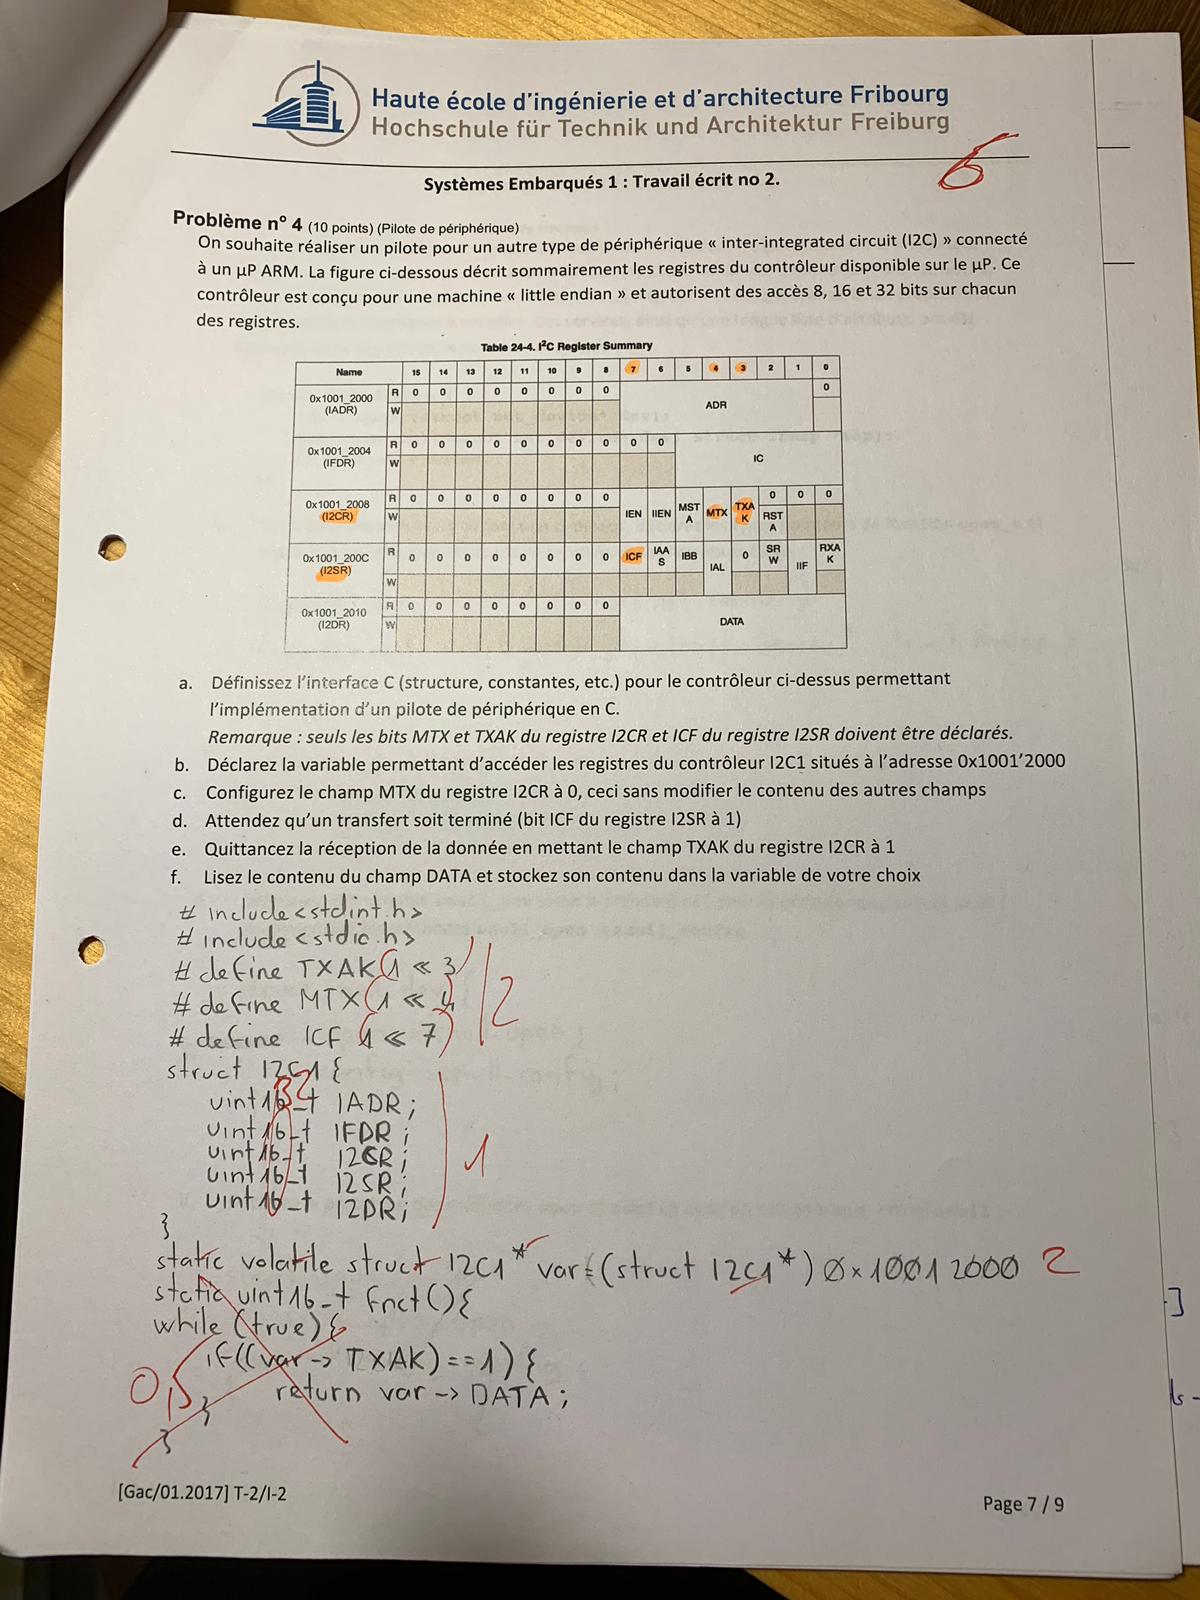 Haute école d'ingénierie et d'architecture Fribourg
Hochschule für Technik und Architektur Freiburg
6
Systèmes Embarqués 1 : Travail écrit no 2.
Problème n° 4 (10 points) (Pilote de périphérique)
On souhaite réaliser un pilote pour un autre type de périphérique « inter-integrated circuit (I2C) » connecté
à un µP ARM. La figure ci-dessous décrit sommairement les registres du contrôleur disponible sur le µP. Ce
contrôleur est conçu pour une machine « little endian » et autorisent des accès 8, 16 et 32 bits sur chacun
des registres.
Table 24-4. I²C Register Summary
Name 15 14 13 12 11 10 9 8 7 6 5 4 3 2 1 0
0x1001_2000 (IADR) R 0 0 0 0 0 0 0 0 ADR 0
W
0x1001_2004 (IFDR) R 0 0 0 0 0 0 0 0 0 0 IC
W
0x1001_2008 (I2CR) R 0 0 0 0 0 0 0 0 IEN IIEN MSTA MTX TXAK 0 0 0
W RSTA
0x1001_200C (I2SR) R 0 0 0 0 0 0 0 0 ICF IAAS IBB IAL 0 SRW IIF RXAK
W
0x1001_2010 (I2DR) R 0 0 0 0 0 0 0 0 DATA
W
a. Définissez l'interface C (structure, constantes, etc.) pour le contrôleur ci-dessus permettant
l'implémentation d'un pilote de périphérique en C.
Remarque : seuls les bits MTX et TXAK du registre I2CR et ICF du registre I2SR doivent être déclarés.
b. Déclarez la variable permettant d'accéder les registres du contrôleur I2C1 situés à l'adresse 0x1001'2000
c. Configurez le champ MTX du registre I2CR à 0, ceci sans modifier le contenu des autres champs
d. Attendez qu'un transfert soit terminé (bit ICF du registre I2SR à 1)
e. Quittancez la réception de la donnée en mettant le champ TXAK du registre I2CR à 1
f. Lisez le contenu du champ DATA et stockez son contenu dans la variable de votre choix
# include <stdint.h>
# include <stdio.h>
# define TXAK (1 << 3)
# define MTX (1 << 4)
# define ICF (1 << 7)
2
struct I2C1 {
32
uint16_t IADR;
uint16_t IFDR;
uint16_t I2CR;
uint16_t I2SR;
uint16_t I2DR;
1
}
static volatile struct I2C1* var = (struct I2C1*) 0x10012000 2
static uint16_t fnct(){
while (true) {
if((var -> TXAK) == 1) {
return var -> DATA;
0,5
}
}
[Gac/01.2017] T-2/I-2
Page 7 / 9